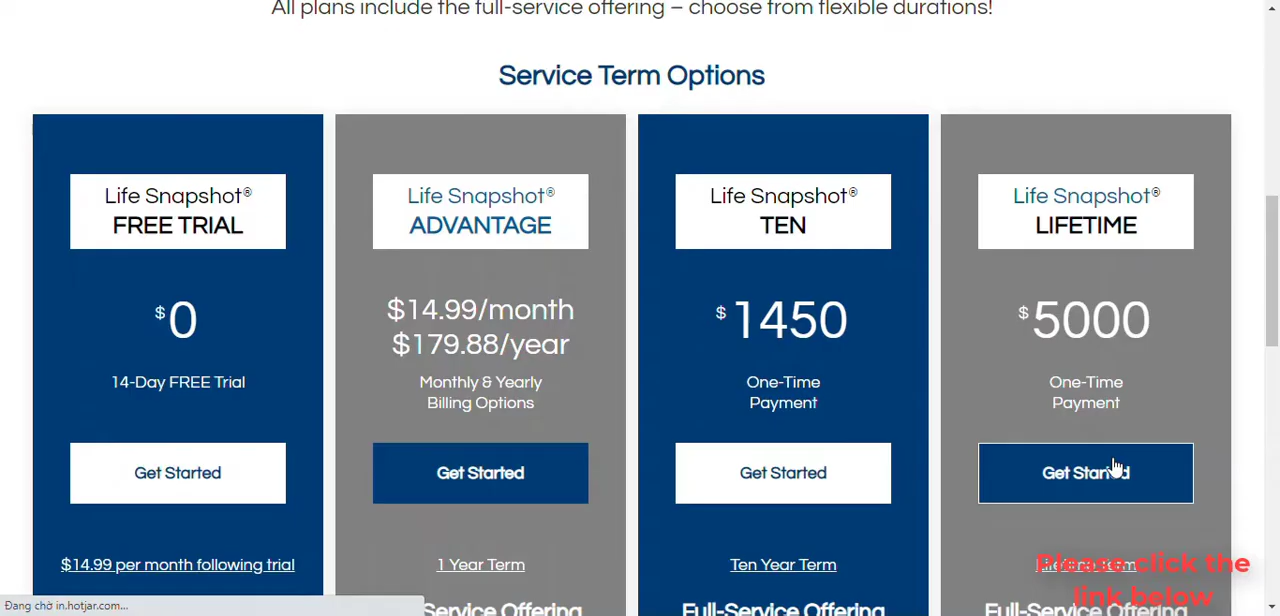 All plans include the full-service offering – choose from flexible durations!
Service Term Options
Life Snapshot®
FREE TRIAL
$0
14-Day FREE Trial
Get Started
$14.99 per month following trial
Life Snapshot®
ADVANTAGE
$14.99/month
$179.88/year
Monthly & Yearly
Billing Options
Get Started
1 Year Term
Service Offering
Life Snapshot®
TEN
$1450
One-Time
Payment
Get Started
Ten Year Term
Full-Service Offering
Life Snapshot®
LIFETIME
$5000
One-Time
Payment
Get Started
Term
Full-Service Offering
Please click the
link below
Đang chờ in.hotjar.com...